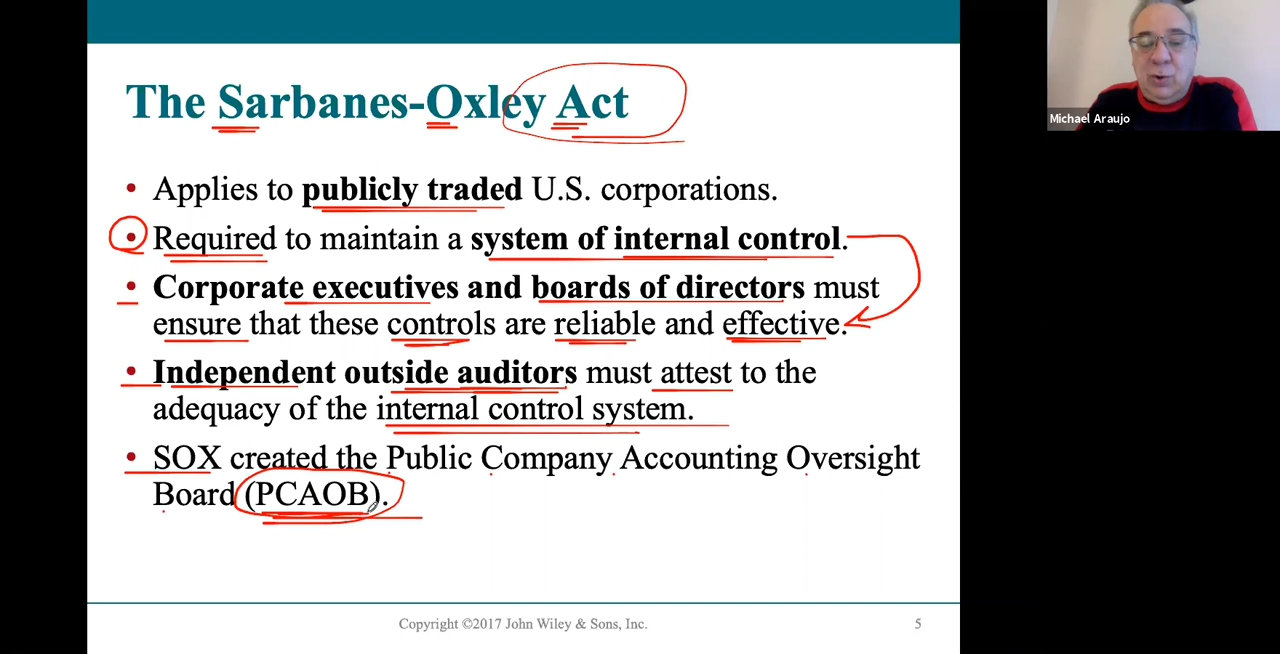 The Sarbanes-Oxley Act
• Applies to publicly traded U.S. corporations.
• Required to maintain a system of internal control.
• Corporate executives and boards of directors must
ensure that these controls are reliable and effective.
• Independent outside auditors must attest to the
adequacy of the internal control system.
• SOX created the Public Company Accounting Oversight
Board (PCAOB).
Copyright ©2017 John Wiley & Sons, Inc.
5
Michael Araujo